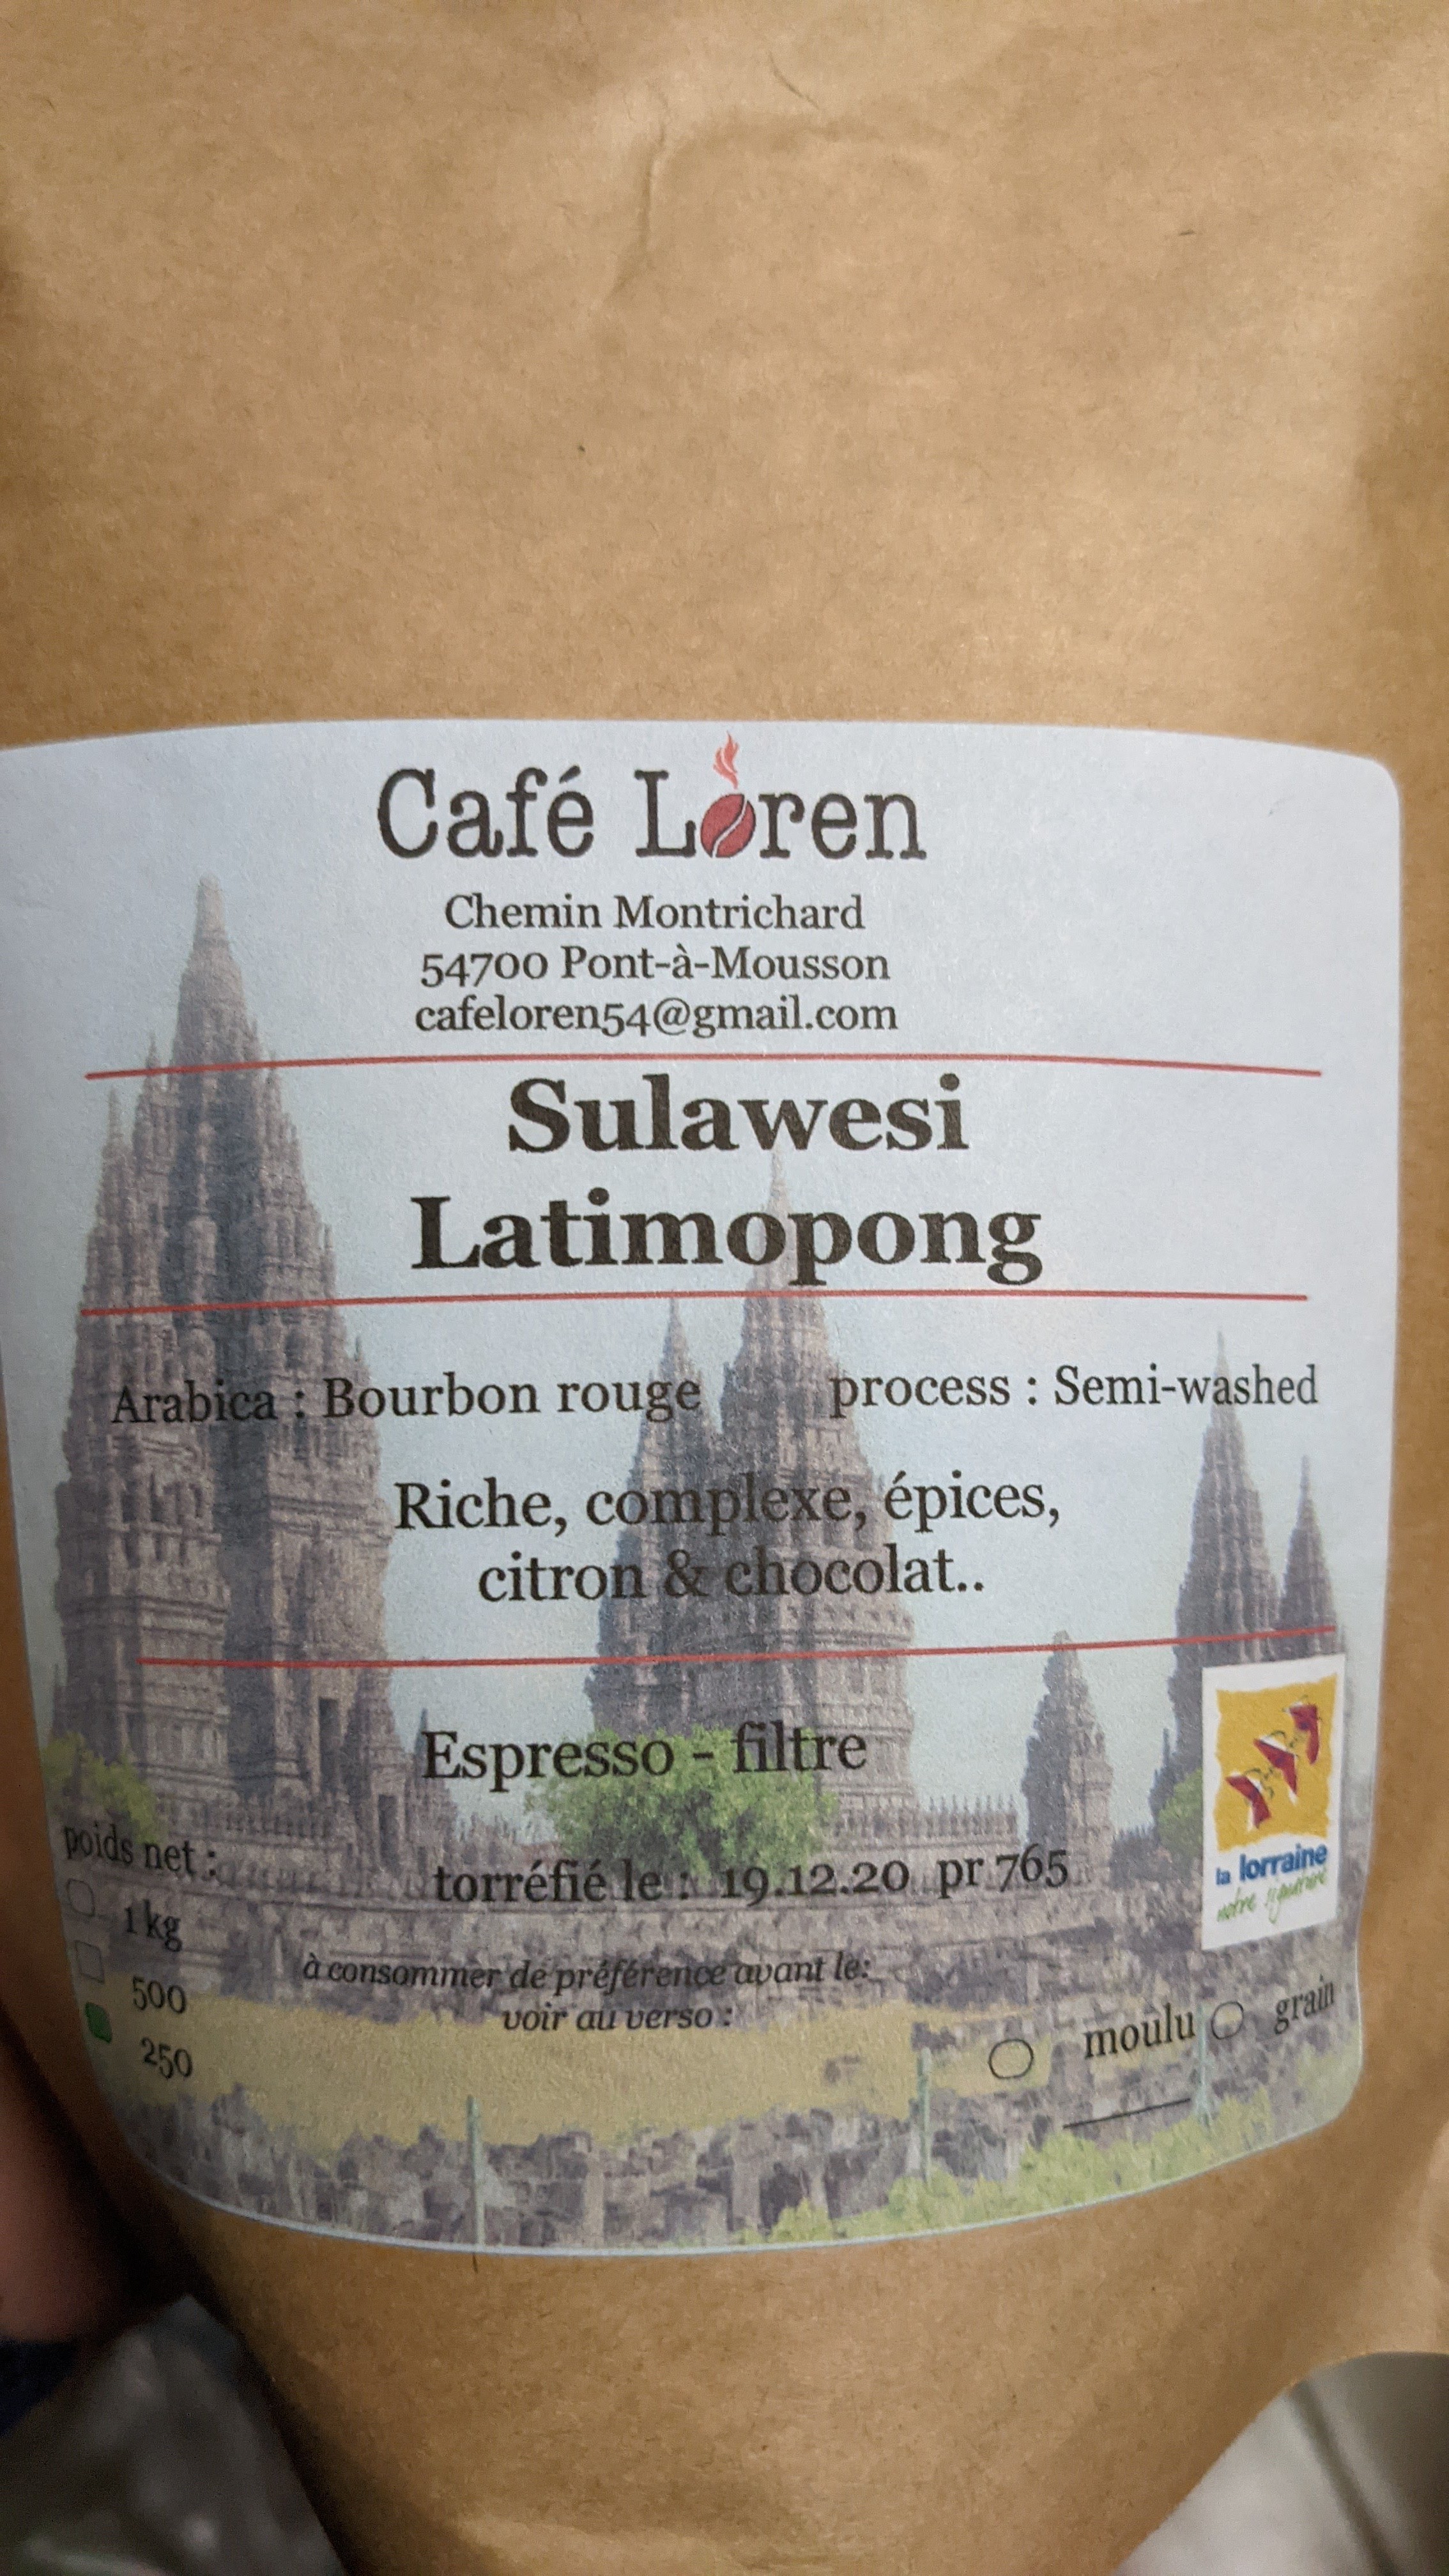 Café Loren
Chemin Montrichard
54700 Pont-à-Mousson
cafeloren54@gmail.com
Sulawesi
Latimopong
Arabica : Bourbon rouge process : Semi-washed
Riche, complexe, épices,
citron & chocolat..
Espresso - filtre
poids net :
1 kg
500
250
torréfié le : 19.12.20 pr 765
à consommer de préférence avant le:
voir au verso :
la lorraine
notre signature
moulu grain